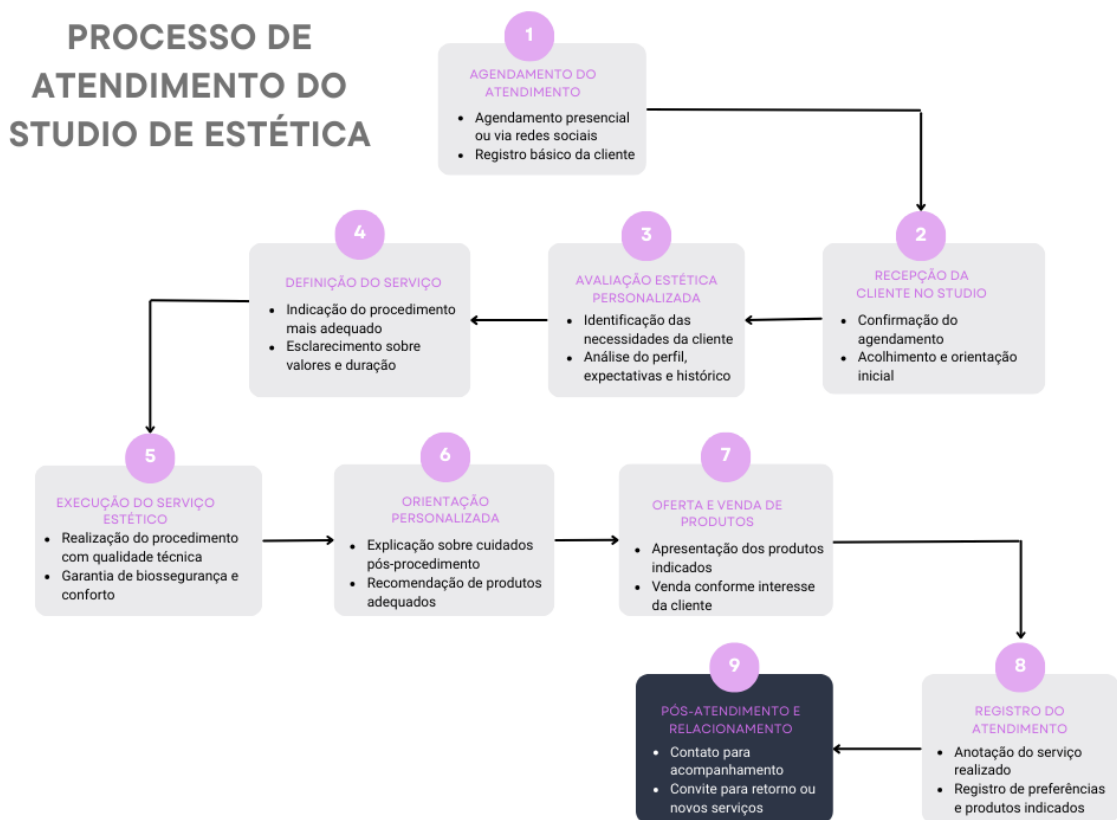 PROCESSO DE
ATENDIMENTO DO
STUDIO DE ESTÉTICA
1
AGENDAMENTO DO
ATENDIMENTO
• Agendamento presencial
ou via redes sociais
• Registro básico da cliente
2
RECEPÇÃO DA
CLIENTE NO STUDIO
• Confirmação do
agendamento
• Acolhimento e orientação
inicial
3
AVALIAÇÃO ESTÉTICA
PERSONALIZADA
• Identificação das
necessidades da cliente
• Análise do perfil,
expectativas e histórico
4
DEFINIÇÃO DO SERVIÇO
• Indicação do procedimento
mais adequado
• Esclarecimento sobre
valores e duração
5
EXECUÇÃO DO SERVIÇO
ESTÉTICO
• Realização do procedimento
com qualidade técnica
• Garantia de biossegurança e
conforto
6
ORIENTAÇÃO
PERSONALIZADA
• Explicação sobre cuidados
pós-procedimento
• Recomendação de produtos
adequados
7
OFERTA E VENDA DE
PRODUTOS
• Apresentação dos produtos
indicados
• Venda conforme interesse
da cliente
8
REGISTRO DO
ATENDIMENTO
• Anotação do serviço
realizado
• Registro de preferências
e produtos indicados
9
PÓS-ATENDIMENTO E
RELACIONAMENTO
• Contato para
acompanhamento
• Convite para retorno ou
novos serviços